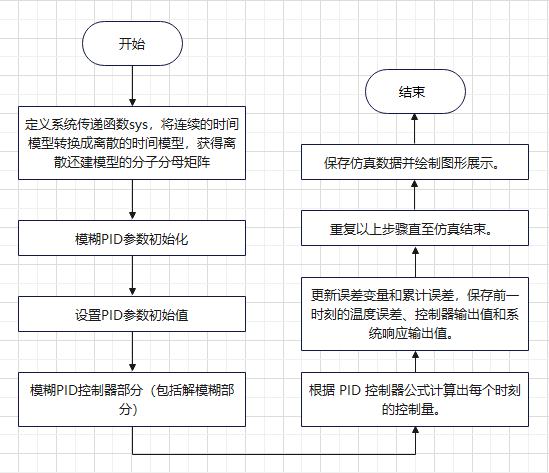 开始
定义系统传递函数sys，将连续的时间
模型转换成离散的时间模型，获得离
散还建模型的分子分母矩阵
模糊PID参数初始化
设置PID参数初始值
模糊PID控制器部分（包括解模糊部
分）
结束
保存仿真数据并绘制图形展示。
重复以上步骤直至仿真结束。
更新误差变量和累计误差，保存前一
时刻的温度误差、控制器输出值和系
统响应输出值。
根据 PID 控制器公式计算出每个时刻
的控制量。